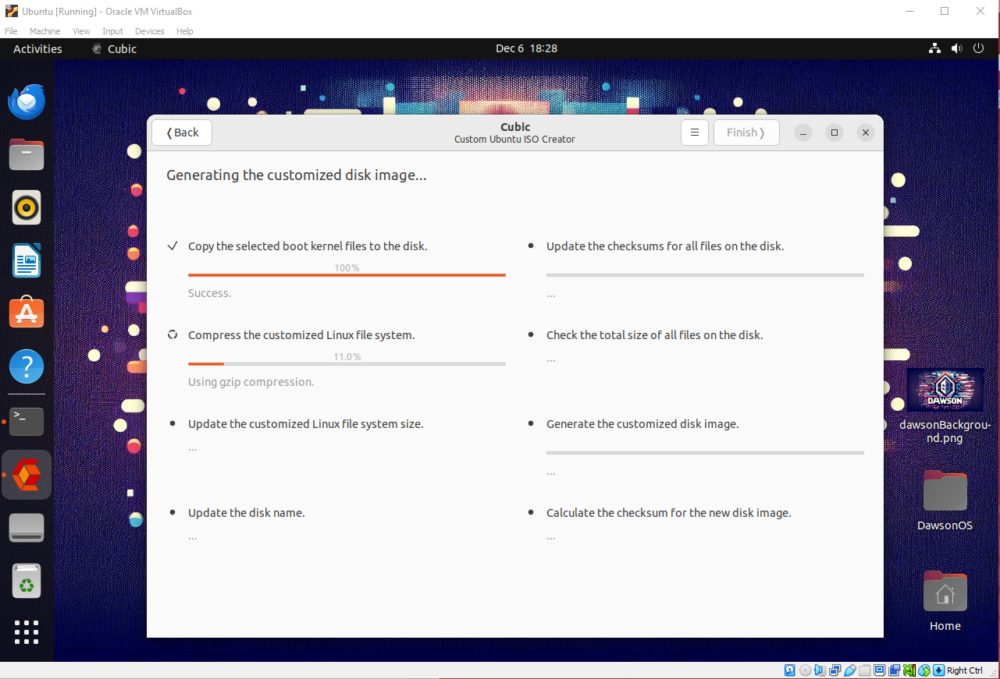 Ubuntu [Running] - Oracle VM VirtualBox
File Machine View Input Devices Help
Activities Cubic Dec 6 18:28
❬Back
Cubic
Custom Ubuntu ISO Creator
Finish❭
Generating the customized disk image...
Copy the selected boot kernel files to the disk.
100%
Success.
Compress the customized Linux file system.
11.0%
Using gzip compression.
Update the customized Linux file system size.
...
Update the disk name.
...
Update the checksums for all files on the disk.
...
Check the total size of all files on the disk.
...
Generate the customized disk image.
...
Calculate the checksum for the new disk image.
...
DAWSON
dawsonBackgrou-
nd.png
DawsonOS
Home
Right Ctrl